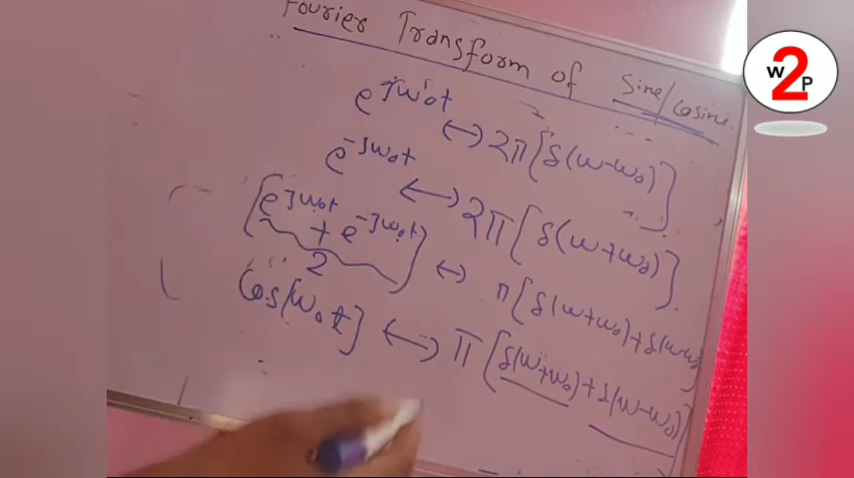 Fourier Transform of Sine/Cosine.
e^jω₀t ↔ 2π[δ(ω-ω₀)]
e^-jω₀t ↔ 2π[δ(ω+ω₀)]
[e^jω₀t + e^-jω₀t / 2] ↔ π[δ(ω+ω₀)+δ(ω-ω₀)]
Cos[ω₀t] ↔ π[δ(ω+ω₀)+δ(ω-ω₀)]
W2P